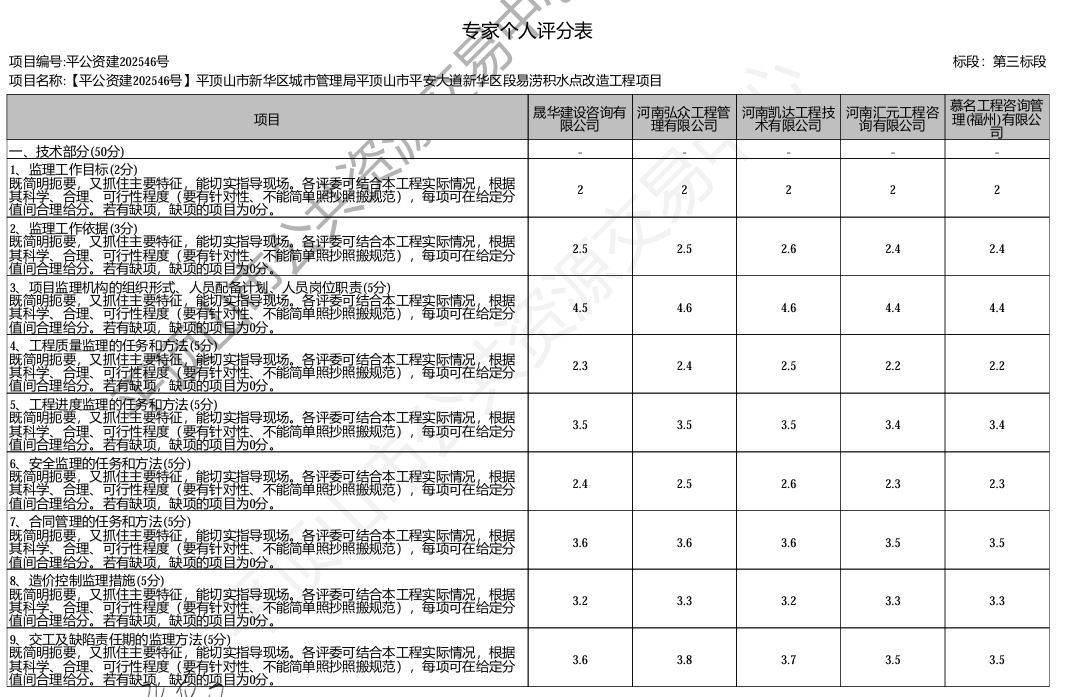 专家个人评分表
项目编号:平公资建202546号
标段：第三标段
项目名称:【平公资建202546号】平顶山市新华区城市管理局平顶山市平安大道新华区段易涝积水点改造工程项目
项目
晟华建设咨询有
限公司
河南弘众工程管
理有限公司
河南凯达工程技
术有限公司
河南汇元工程咨
询有限公司
慕名工程咨询管
理(福州)有限公
司
一、技术部分(50分)
- - - - -
1、监理工作目标(2分)
既简明扼要，又抓住主要特征，能切实指导现场。各评委可结合本工程实际情况，根据
其科学、合理、可行性程度（要有针对性、不能简单照抄照搬规范），每项可在给定分
值间合理给分。若有缺项，缺项的项目为0分。
2 2 2 2 2
2、监理工作依据(3分)
既简明扼要，又抓住主要特征，能切实指导现场。各评委可结合本工程实际情况，根据
其科学、合理、可行性程度（要有针对性、不能简单照抄照搬规范），每项可在给定分
值间合理给分。若有缺项，缺项的项目为0分。
2.5 2.5 2.6 2.4 2.4
3、项目监理机构的组织形式、人员配备计划、人员岗位职责(5分)
既简明扼要，又抓住主要特征，能切实指导现场。各评委可结合本工程实际情况，根据
其科学、合理、可行性程度（要有针对性、不能简单照抄照搬规范），每项可在给定分
值间合理给分。若有缺项，缺项的项目为0分。
4.5 4.6 4.6 4.4 4.4
4、工程质量监理的任务和方法(5分)
既简明扼要，又抓住主要特征，能切实指导现场。各评委可结合本工程实际情况，根据
其科学、合理、可行性程度（要有针对性、不能简单照抄照搬规范），每项可在给定分
值间合理给分。若有缺项，缺项的项目为0分。
2.3 2.4 2.5 2.2 2.2
5、工程进度监理的任务和方法(5分)
既简明扼要，又抓住主要特征，能切实指导现场。各评委可结合本工程实际情况，根据
其科学、合理、可行性程度（要有针对性、不能简单照抄照搬规范），每项可在给定分
值间合理给分。若有缺项，缺项的项目为0分。
3.5 3.5 3.5 3.4 3.4
6、安全监理的任务和方法(5分)
既简明扼要，又抓住主要特征，能切实指导现场。各评委可结合本工程实际情况，根据
其科学、合理、可行性程度（要有针对性、不能简单照抄照搬规范），每项可在给定分
值间合理给分。若有缺项，缺项的项目为0分。
2.4 2.5 2.6 2.3 2.3
7、合同管理的任务和方法(5分)
既简明扼要，又抓住主要特征，能切实指导现场。各评委可结合本工程实际情况，根据
其科学、合理、可行性程度（要有针对性、不能简单照抄照搬规范），每项可在给定分
值间合理给分。若有缺项，缺项的项目为0分。
3.6 3.6 3.6 3.5 3.5
8、造价控制监理措施(5分)
既简明扼要，又抓住主要特征，能切实指导现场。各评委可结合本工程实际情况，根据
其科学、合理、可行性程度（要有针对性、不能简单照抄照搬规范），每项可在给定分
值间合理给分。若有缺项，缺项的项目为0分。
3.2 3.3 3.2 3.3 3.3
9、交工及缺陷责任期的监理方法(5分)
既简明扼要，又抓住主要特征，能切实指导现场。各评委可结合本工程实际情况，根据
其科学、合理、可行性程度（要有针对性、不能简单照抄照搬规范），每项可在给定分
值间合理给分。若有缺项，缺项的项目为0分。
3.6 3.8 3.7 3.5 3.5
平顶山市公共资源交易中心
平顶山市公共资源交易中心